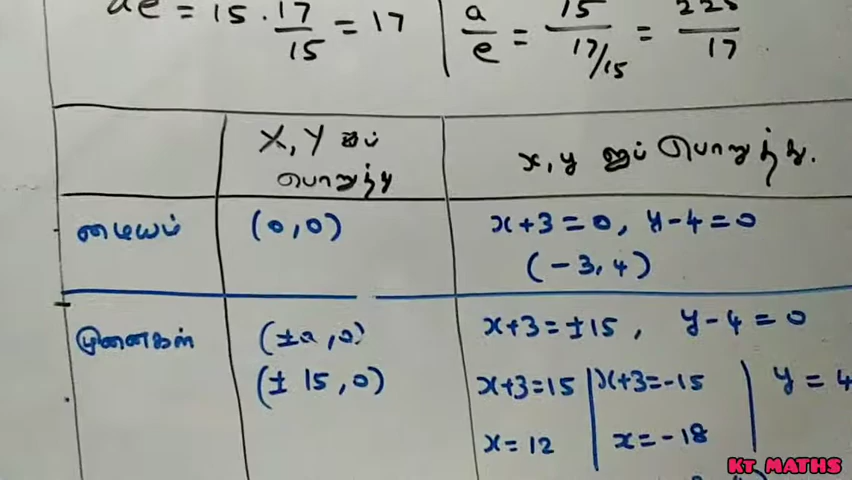 ae = 15 . 17/15 = 17 | a/e = 15/(17/15) = 225/17
X, Y ஐப் பொறுத்து
x, y ஐப் பொறுத்து.
மையம் (0,0) x+3=0, y-4=0
(-3, 4)
முனைகள் (±a, 0) x+3=±15, y-4=0
(±15, 0) x+3=15 | x+3=-15 | y=4
x=12 | x=-18
KT MATHS